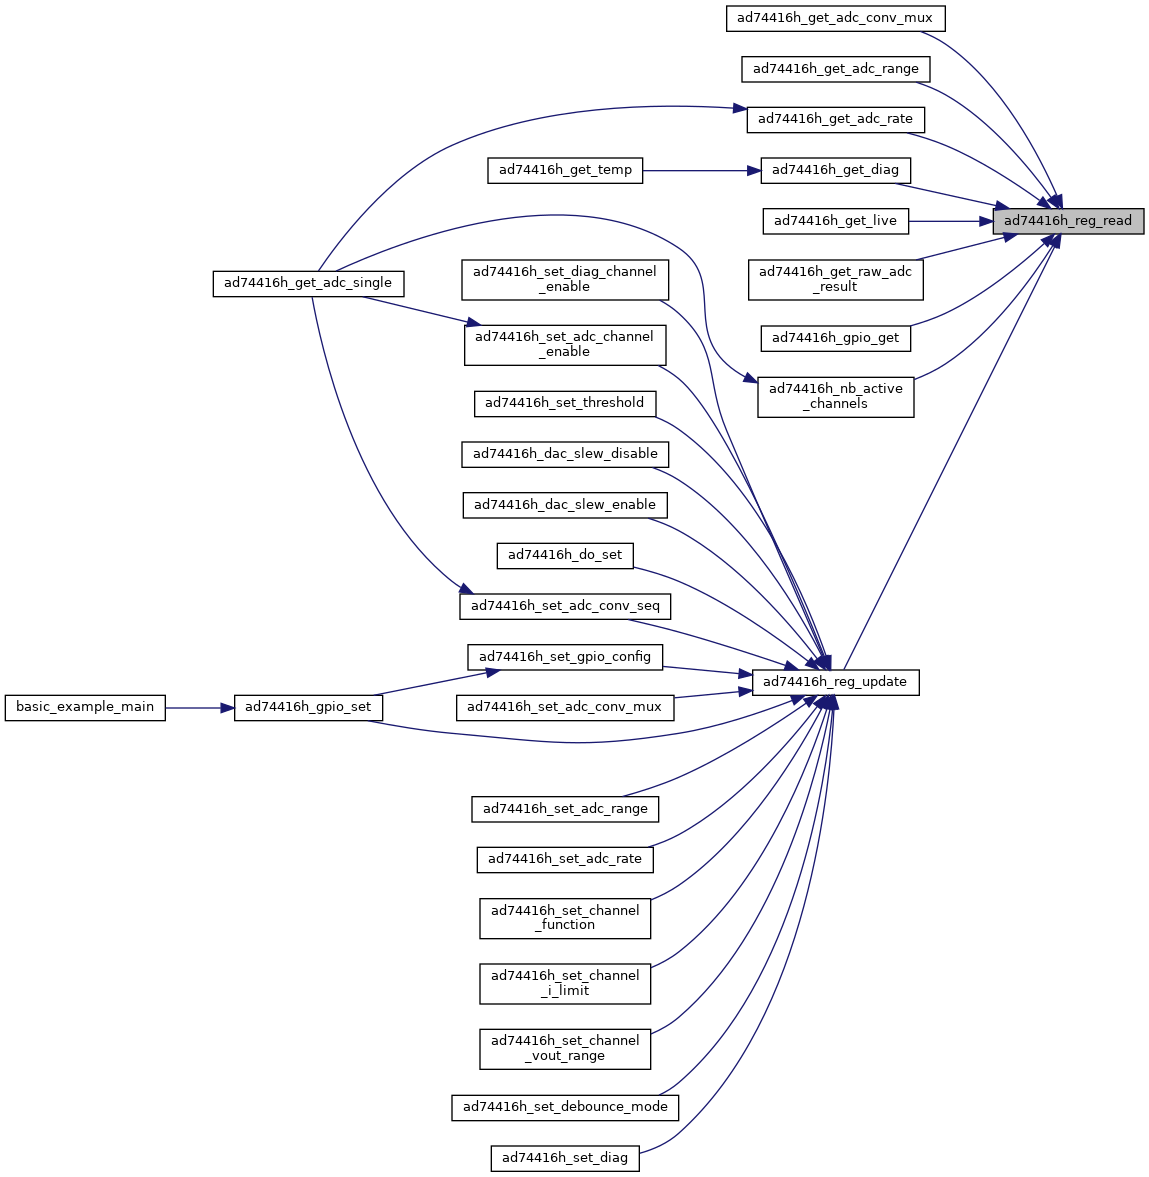 ad74416h_get_adc_conv_mux
ad74416h_get_adc_range
ad74416h_get_adc_rate
ad74416h_get_temp
ad74416h_get_diag
ad74416h_get_live
ad74416h_reg_read
ad74416h_get_raw_adc
_result
ad74416h_get_adc_single
ad74416h_set_diag_channel
_enable
ad74416h_set_adc_channel
_enable
ad74416h_gpio_get
ad74416h_nb_active
_channels
ad74416h_set_threshold
ad74416h_dac_slew_disable
ad74416h_dac_slew_enable
ad74416h_do_set
ad74416h_set_adc_conv_seq
ad74416h_set_gpio_config
ad74416h_reg_update
basic_example_main
ad74416h_gpio_set
ad74416h_set_adc_conv_mux
ad74416h_set_adc_range
ad74416h_set_adc_rate
ad74416h_set_channel
_function
ad74416h_set_channel
_i_limit
ad74416h_set_channel
_vout_range
ad74416h_set_debounce_mode
ad74416h_set_diag